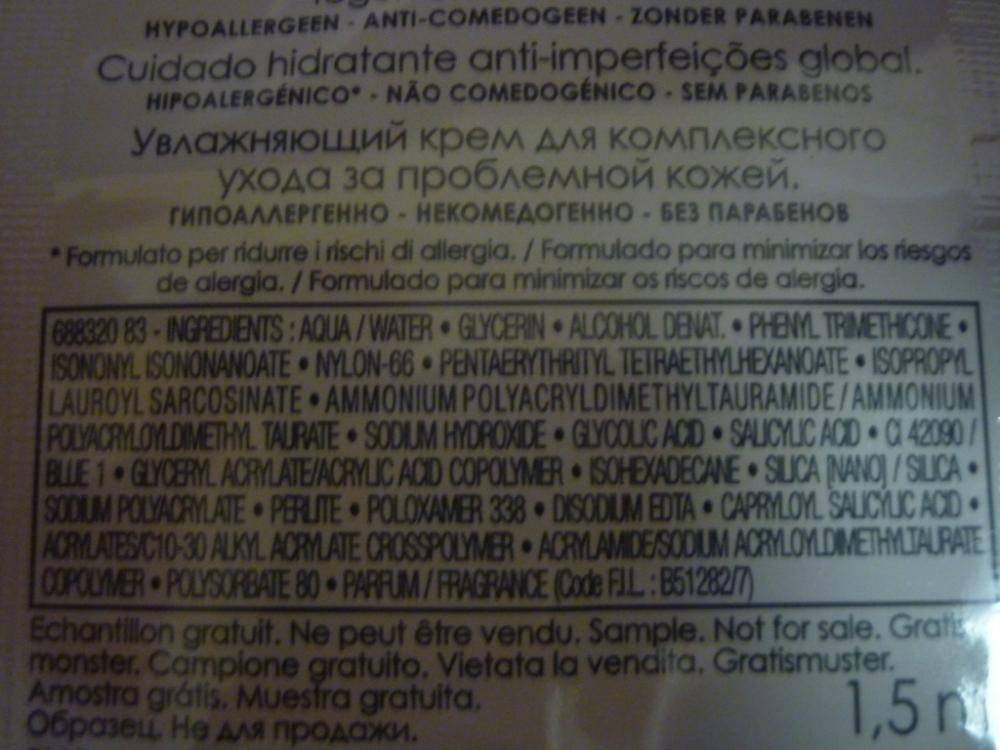 HYPOALLERGEEN - ANTI-COMEDOGEEN - ZONDER PARABENEN
Cuidado hidratante anti-imperfeições global.
HIPOALERGÉNICO* - NÃO COMEDOGÉNICO - SEM PARABENOS
Увлажняющий крем для комплексного
ухода за проблемной кожей.
ГИПОАЛЛЕРГЕННО - НЕКОМЕДОГЕННО - БЕЗ ПАРАБЕНОВ
* Formulato per ridurre i rischi di allergia. / Formulado para minimizar los riesgos
de alergia. / Formulado para minimizar os riscos de alergia.
688320 83 - INGREDIENTS : AQUA / WATER • GLYCERIN • ALCOHOL DENAT. • PHENYL TRIMETHICONE •
ISONONYL ISONONANOATE • NYLON-66 • PENTAERYTHRITYL TETRAETHYLHEXANOATE • ISOPROPYL
LAUROYL SARCOSINATE • AMMONIUM POLYACRYLDIMETHYLTAURAMIDE / AMMONIUM
POLYACRYLOYLDIMETHYL TAURATE • SODIUM HYDROXIDE • GLYCOLIC ACID • SALICYLIC ACID • CI 42090 /
BLUE 1 • GLYCERYL ACRYLATE/ACRYLIC ACID COPOLYMER • ISOHEXADECANE • SILICA [NANO] / SILICA •
SODIUM POLYACRYLATE • PERLITE • POLOXAMER 338 • DISODIUM EDTA • CAPRYLOYL SALICYLIC ACID •
ACRYLATES/C10-30 ALKYL ACRYLATE CROSSPOLYMER • ACRYLAMIDE/SODIUM ACRYLOYLDIMETHYLTAURATE
COPOLYMER • POLYSORBATE 80 • PARFUM / FRAGRANCE (Code F.I.L. : B51282/7)
Echantillon gratuit. Ne peut être vendu. Sample. Not for sale. Gratis
monster. Campione gratuito. Vietata la vendita. Gratismuster.
Amostra grátis. Muestra gratuita.
Образец. Не для продажи.
1,5 m